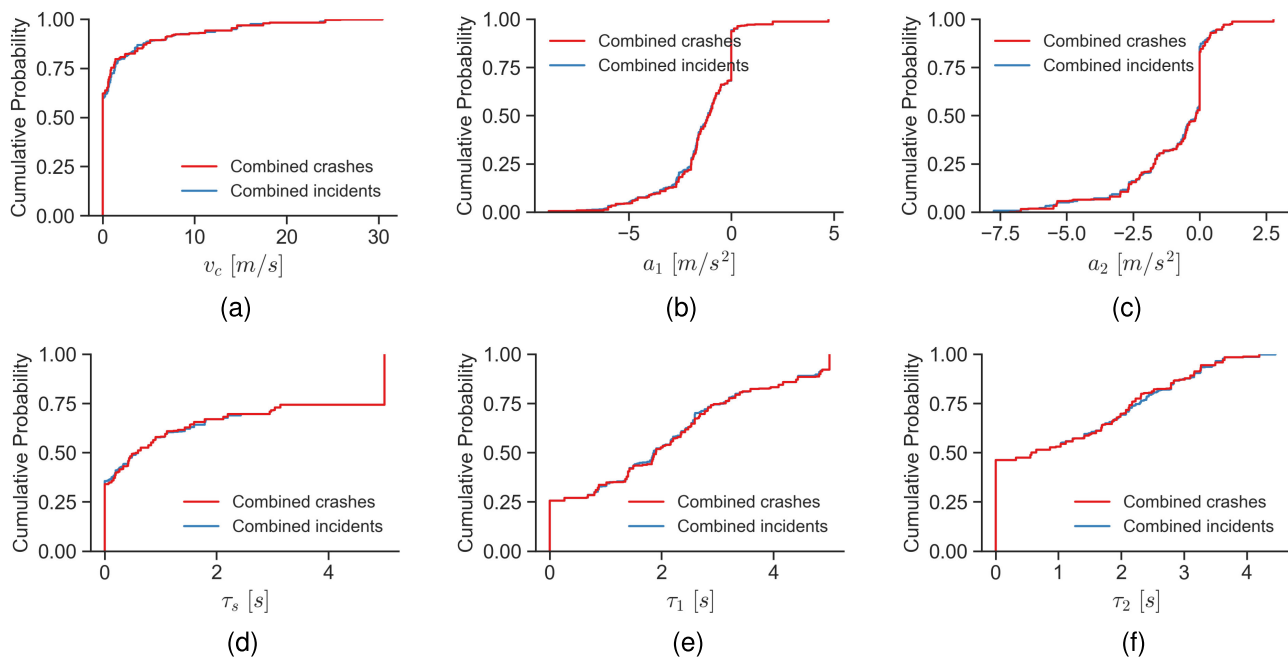 Cumulative Probability
1.00
0.75
0.50
0.25
0.00
Combined crashes
Combined incidents
0 10 20 30
v_c [m/s]
(a)
Cumulative Probability
1.00
0.75
0.50
0.25
0.00
Combined crashes
Combined incidents
−5 0 5
a_1 [m/s²]
(b)
Cumulative Probability
1.00
0.75
0.50
0.25
0.00
Combined crashes
Combined incidents
−7.5 −5.0 −2.5 0.0 2.5
a_2 [m/s²]
(c)
Cumulative Probability
1.00
0.75
0.50
0.25
0.00
Combined crashes
Combined incidents
0 2 4
τ_s [s]
(d)
Cumulative Probability
1.00
0.75
0.50
0.25
0.00
Combined crashes
Combined incidents
0 2 4
τ_1 [s]
(e)
Cumulative Probability
1.00
0.75
0.50
0.25
0.00
Combined crashes
Combined incidents
0 1 2 3 4
τ_2 [s]
(f)